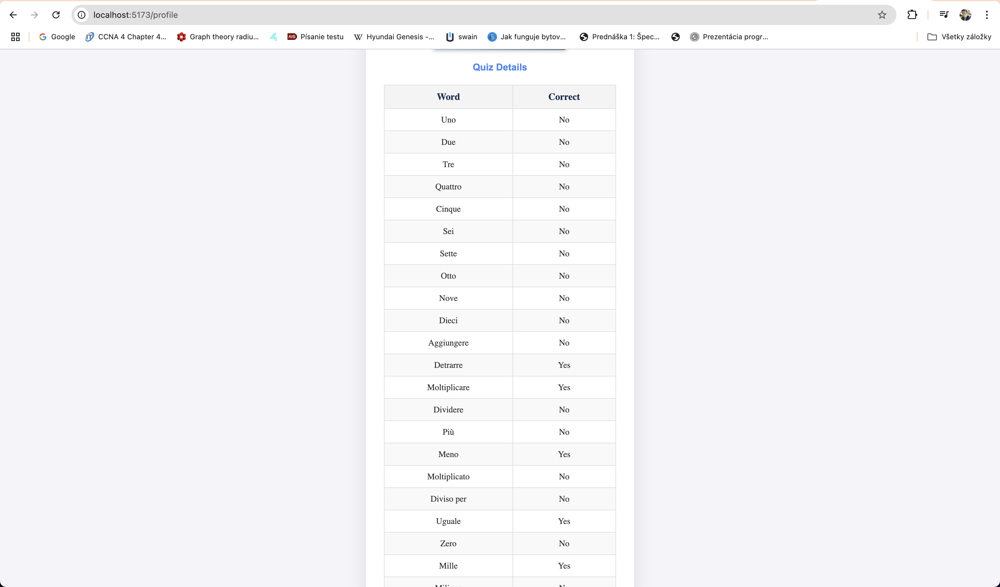 localhost:5173/profile
Google CCNA 4 Chapter 4... Graph theory radiu... Písanie testu Hyundai Genesis -... swain Jak funguje bytov... Prednáška 1: Špec... Prezentácia progr... Všetky záložky
Quiz Details
Word Correct
Uno No
Due No
Tre No
Quattro No
Cinque No
Sei No
Sette No
Otto No
Nove No
Dieci No
Aggiungere No
Detrarre Yes
Moltiplicare Yes
Dividere No
Più No
Meno Yes
Moltiplicato No
Diviso per No
Uguale Yes
Zero No
Mille Yes